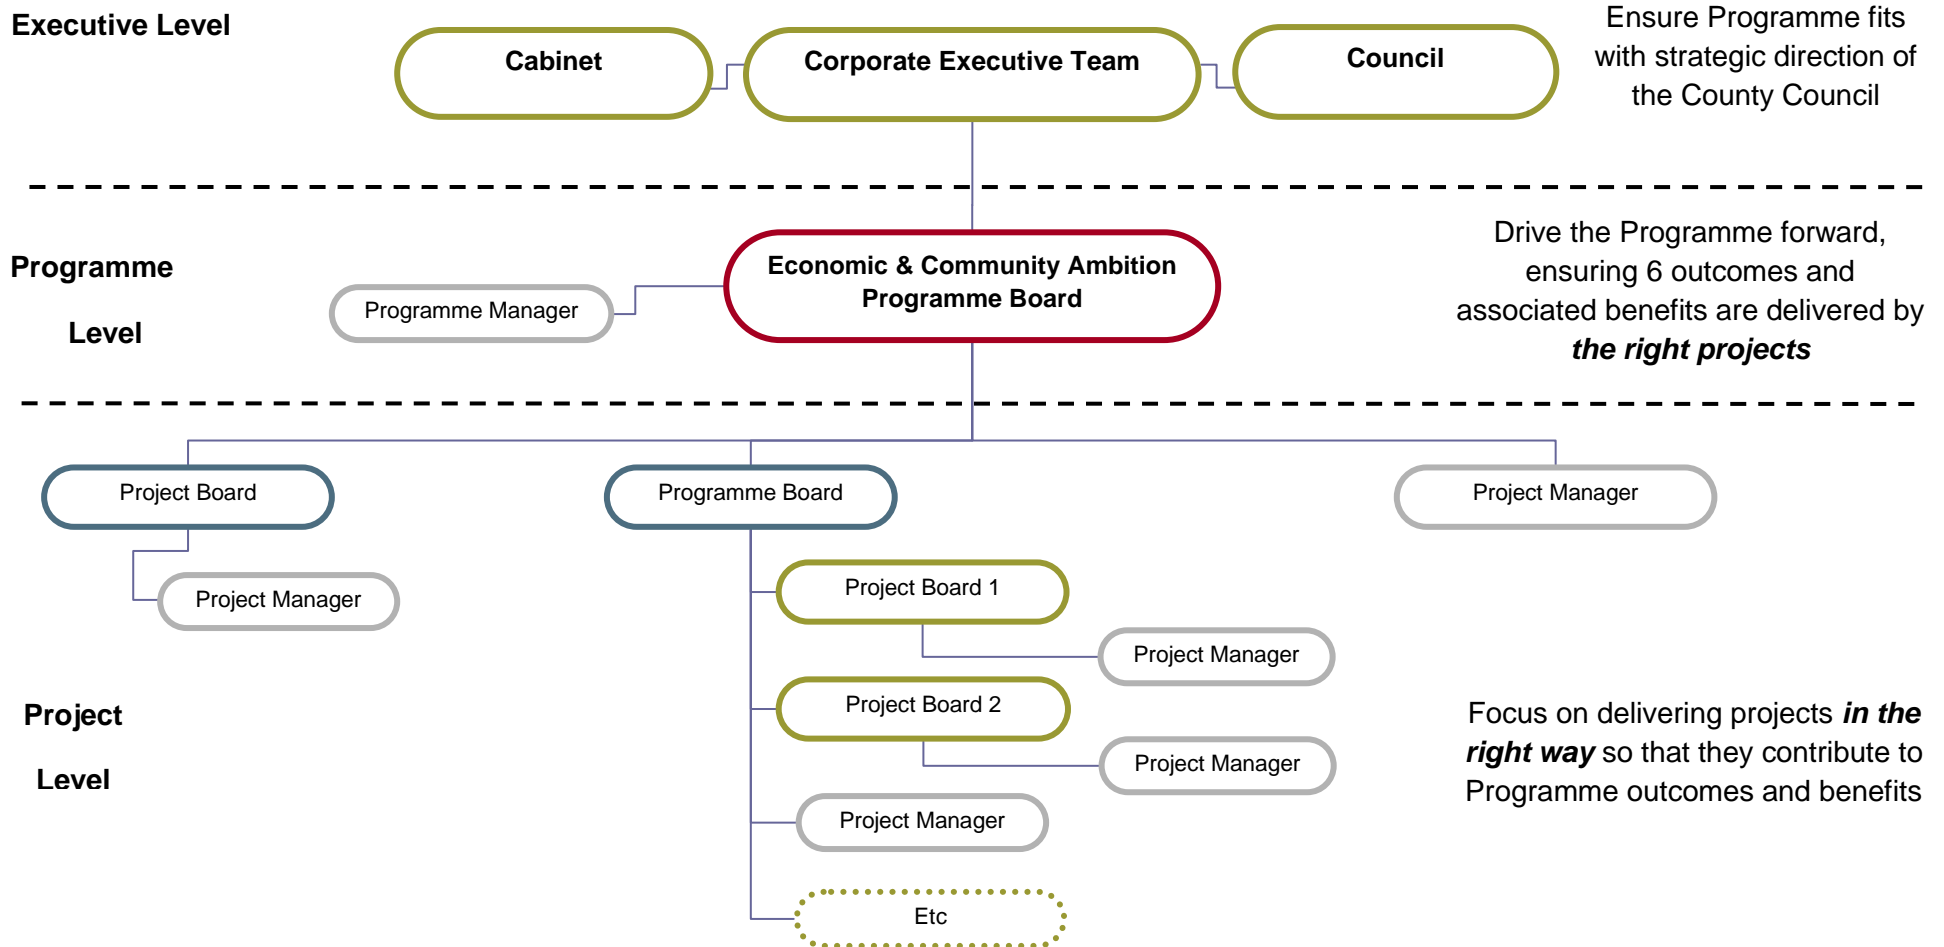 Executive Level
Cabinet
Corporate Executive Team
Council
Ensure Programme fits
with strategic direction of
the County Council
Programme
Level
Programme Manager
Economic & Community Ambition
Programme Board
Drive the Programme forward,
ensuring 6 outcomes and
associated benefits are delivered by
the right projects
Project Board
Programme Board
Project Manager
Project Manager
Project Board 1
Project Manager
Project Board 2
Project Manager
Project Manager
Etc
Project
Level
Focus on delivering projects in the
right way so that they contribute to
Programme outcomes and benefits